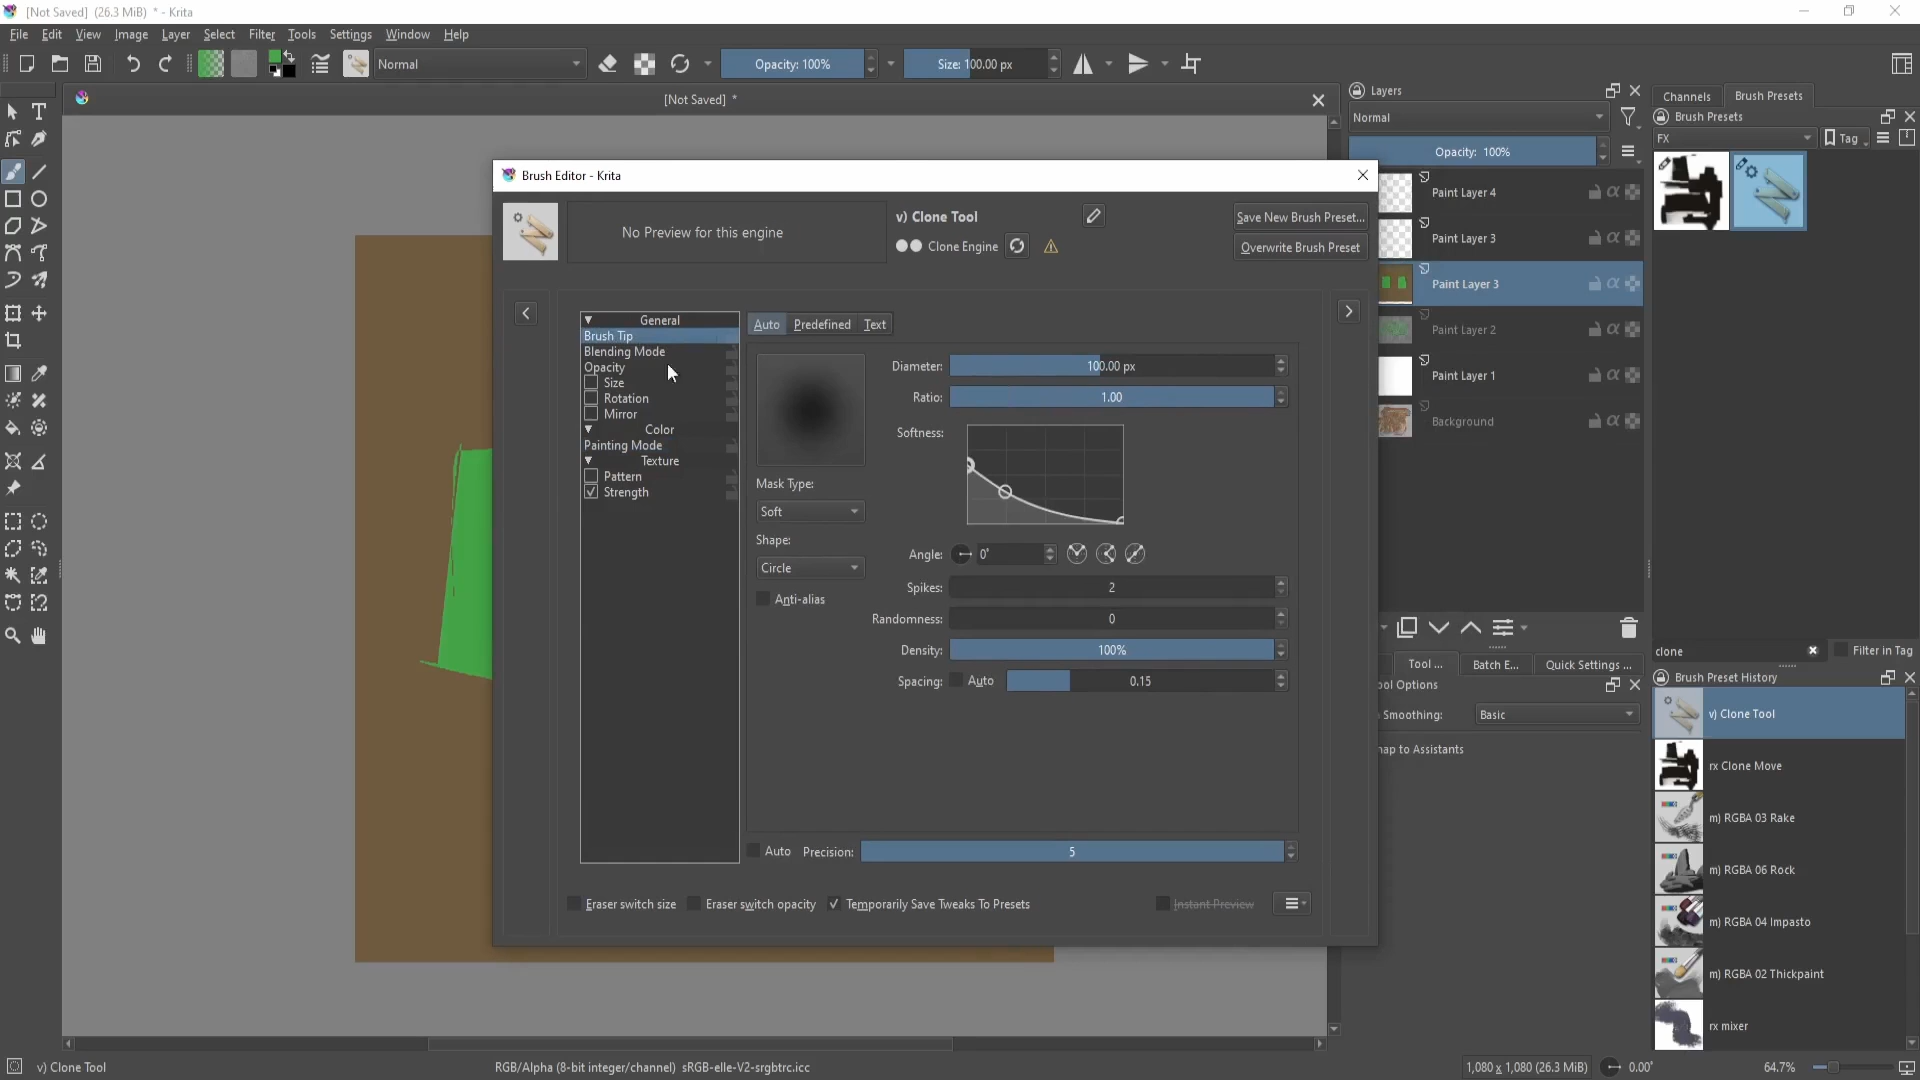 [Not Saved] (26.3 MiB) * - Krita
File Edit View Image Layer Select Filter Tools Settings Window Help
Normal
Opacity: 100%
Size: 100.00 px
[Not Saved] *
Layers
Normal
Opacity: 100%
Paint Layer 4
Paint Layer 3
Paint Layer 3
Paint Layer 2
Paint Layer 1
Background
Channels Brush Presets
Brush Presets
FX
Tag
Brush Editor - Krita
No Preview for this engine
v) Clone Tool
Clone Engine
Save New Brush Preset...
Overwrite Brush Preset
General
Brush Tip
Blending Mode
Opacity
Size
Rotation
Mirror
Color
Painting Mode
Texture
Pattern
Strength
Auto Predefined Text
Diameter: 100.00 px
Ratio: 1.00
Softness:
Mask Type:
Soft
Shape:
Circle
Anti-alias
Angle: 0°
Spikes: 2
Randomness: 0
Density: 100%
Spacing: Auto 0.15
Auto Precision: 5
Eraser switch size Eraser switch opacity Temporarily Save Tweaks To Presets Instant Preview
Tool ... Batch E... Quick Settings ...
ool Options
Smoothing: Basic
nap to Assistants
clone
Filter in Tag
Brush Preset History
v) Clone Tool
rx Clone Move
m) RGBA 03 Rake
m) RGBA 06 Rock
m) RGBA 04 Impasto
m) RGBA 02 Thickpaint
rx mixer
v) Clone Tool
RGB/Alpha (8-bit integer/channel) sRGB-elle-V2-srgbtrc.icc
1,080 x 1,080 (26.3 MiB)
0.00°
64.7%